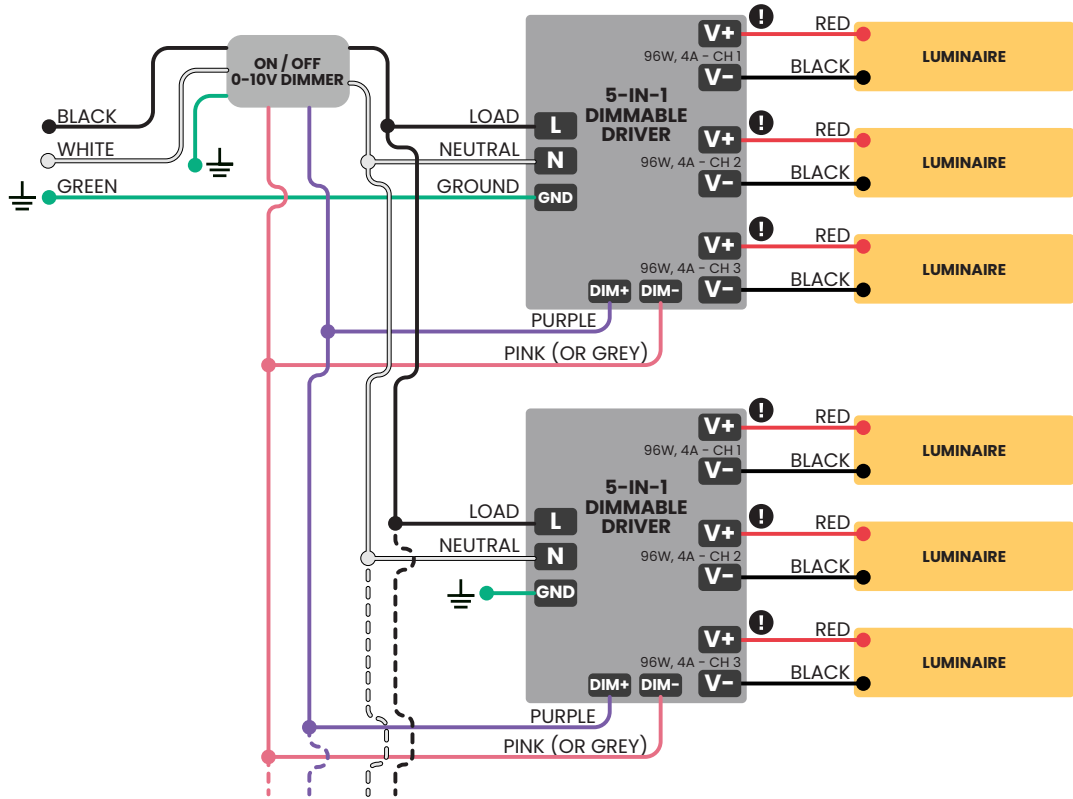 ON / OFF
0-10V DIMMER
BLACK
WHITE
GREEN
LOAD
NEUTRAL
GROUND
L
N
GND
5-IN-1
DIMMABLE
DRIVER
V+
96W, 4A - CH 1
V-
V+
96W, 4A - CH 2
V-
V+
96W, 4A - CH 3
V-
DIM+
DIM-
PURPLE
PINK (OR GREY)
!
RED
BLACK
LUMINAIRE
!
RED
BLACK
LUMINAIRE
!
RED
BLACK
LUMINAIRE
LOAD
NEUTRAL
L
N
GND
5-IN-1
DIMMABLE
DRIVER
V+
96W, 4A - CH 1
V-
V+
96W, 4A - CH 2
V-
V+
96W, 4A - CH 3
V-
DIM+
DIM-
PURPLE
PINK (OR GREY)
!
RED
BLACK
LUMINAIRE
!
RED
BLACK
LUMINAIRE
!
RED
BLACK
LUMINAIRE